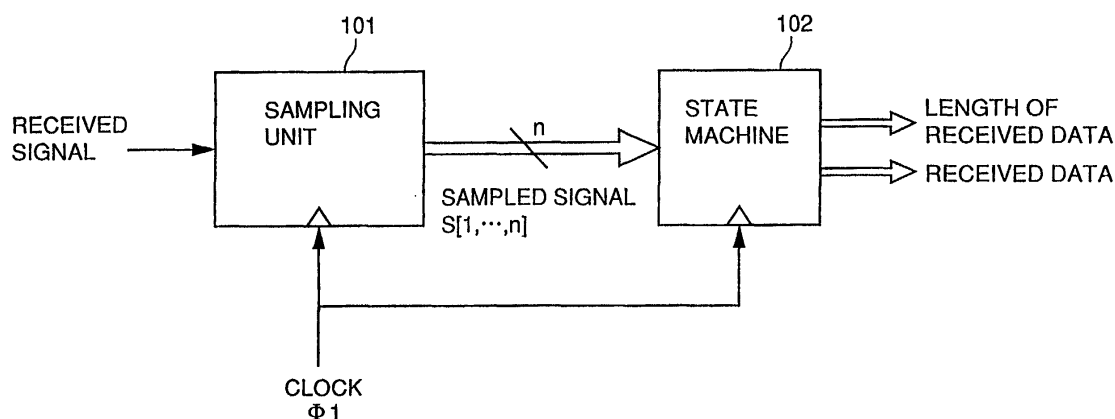 101
102
RECEIVED
SIGNAL
SAMPLING
UNIT
n
SAMPLED SIGNAL
S[1,⋯,n]
STATE
MACHINE
LENGTH OF
RECEIVED DATA
RECEIVED DATA
CLOCK
Φ1